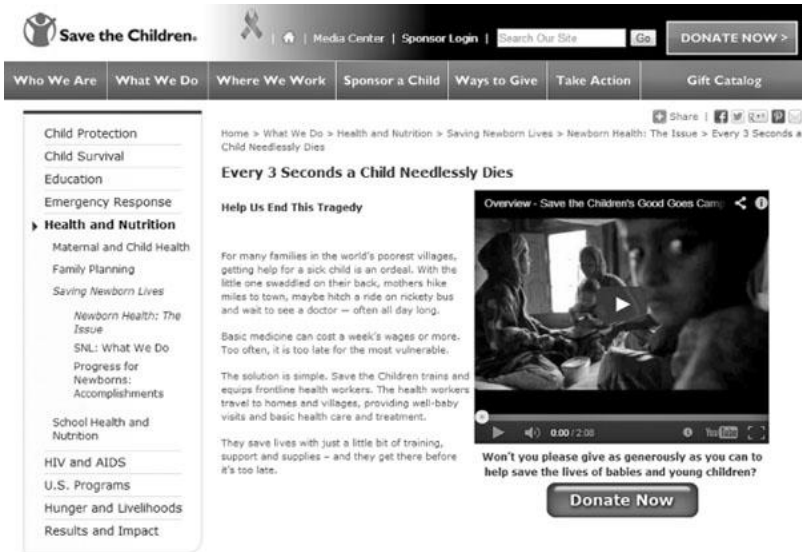 Save the Children.
Media Center | Sponsor Login | Search Our Site Go
DONATE NOW >
Who We Are What We Do Where We Work Sponsor a Child Ways to Give Take Action Gift Catalog
Share |
Child Protection
Child Survival
Education
Emergency Response
Health and Nutrition
Maternal and Child Health
Family Planning
Saving Newborn Lives
Newborn Health: The
Issue
SNL: What We Do
Progress for
Newborns:
Accomplishments
School Health and
Nutrition
HIV and AIDS
U.S. Programs
Hunger and Livelihoods
Results and Impact
Home > What We Do > Health and Nutrition > Saving Newborn Lives > Newborn Health: The Issue > Every 3 Seconds a
Child Needlessly Dies
Every 3 Seconds a Child Needlessly Dies
Help Us End This Tragedy
For many families in the world's poorest villages,
getting help for a sick child is an ordeal. With the
little one swaddled on their back, mothers hike
miles to town, maybe hitch a ride on rickety bus
and wait to see a doctor — often all day long.
Basic medicine can cost a week's wages or more.
Too often, it is too late for the most vulnerable.
The solution is simple. Save the Children trains and
equips frontline health workers. The health workers
travel to homes and villages, providing well-baby
visits and basic health care and treatment.
They save lives with just a little bit of training,
support and supplies – and they get there before
it's too late.
Overview - Save the Children's Good Goes Camp
0:00 / 2:08
YouTube
Won't you please give as generously as you can to
help save the lives of babies and young children?
Donate Now